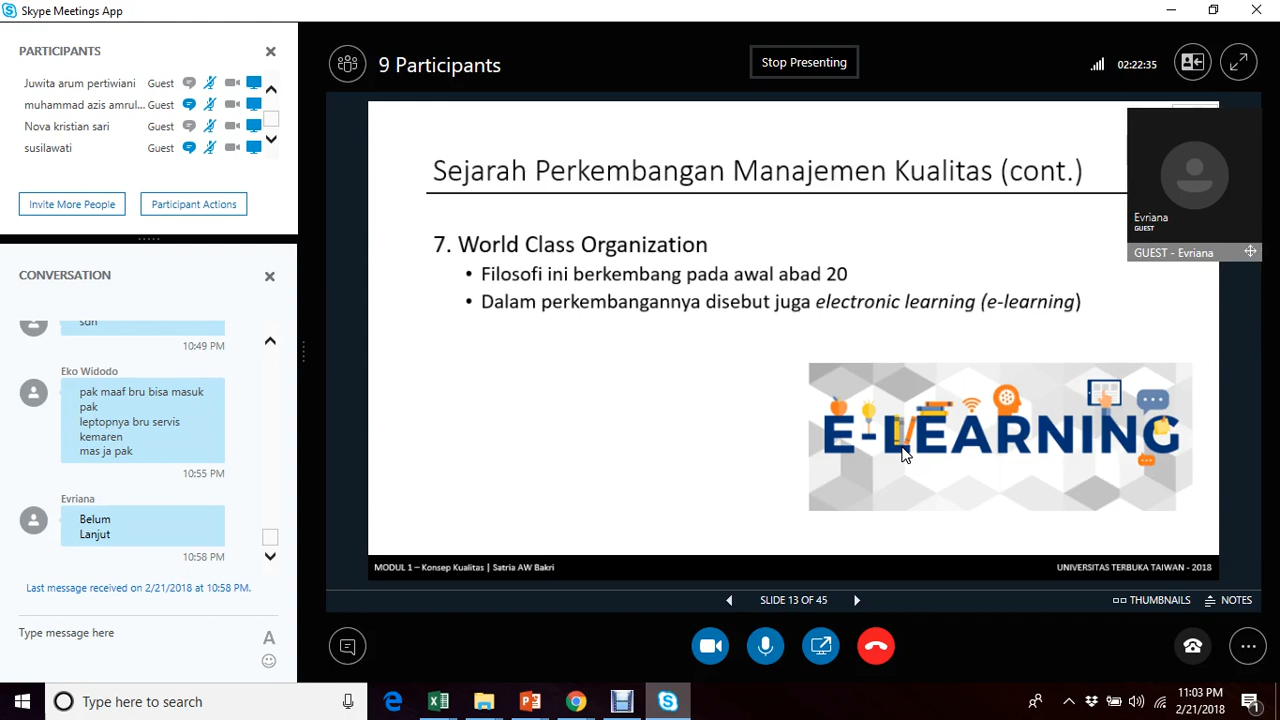 Skype Meetings App
PARTICIPANTS
Juwita arum pertiwiani Guest
muhammad azis amrul... Guest
Nova kristian sari Guest
susilawati Guest
Invite More People
Participant Actions
CONVERSATION
10:49 PM
Eko Widodo
pak maaf bru bisa masuk
pak
leptopnya bru servis
kemaren
mas ja pak
10:55 PM
Evriana
Belum
Lanjut
10:58 PM
Last message received on 2/21/2018 at 10:58 PM.
Type message here
A
9 Participants
Stop Presenting
02:22:35
Sejarah Perkembangan Manajemen Kualitas (cont.)
7. World Class Organization
• Filosofi ini berkembang pada awal abad 20
• Dalam perkembangannya disebut juga electronic learning (e-learning)
E-LEARNING
Evriana
GUEST
GUEST - Evriana
MODUL 1 – Konsep Kualitas | Satria AW Bakri
UNIVERSITAS TERBUKA TAIWAN - 2018
SLIDE 13 OF 45
THUMBNAILS
NOTES
Type here to search
11:03 PM
2/21/2018